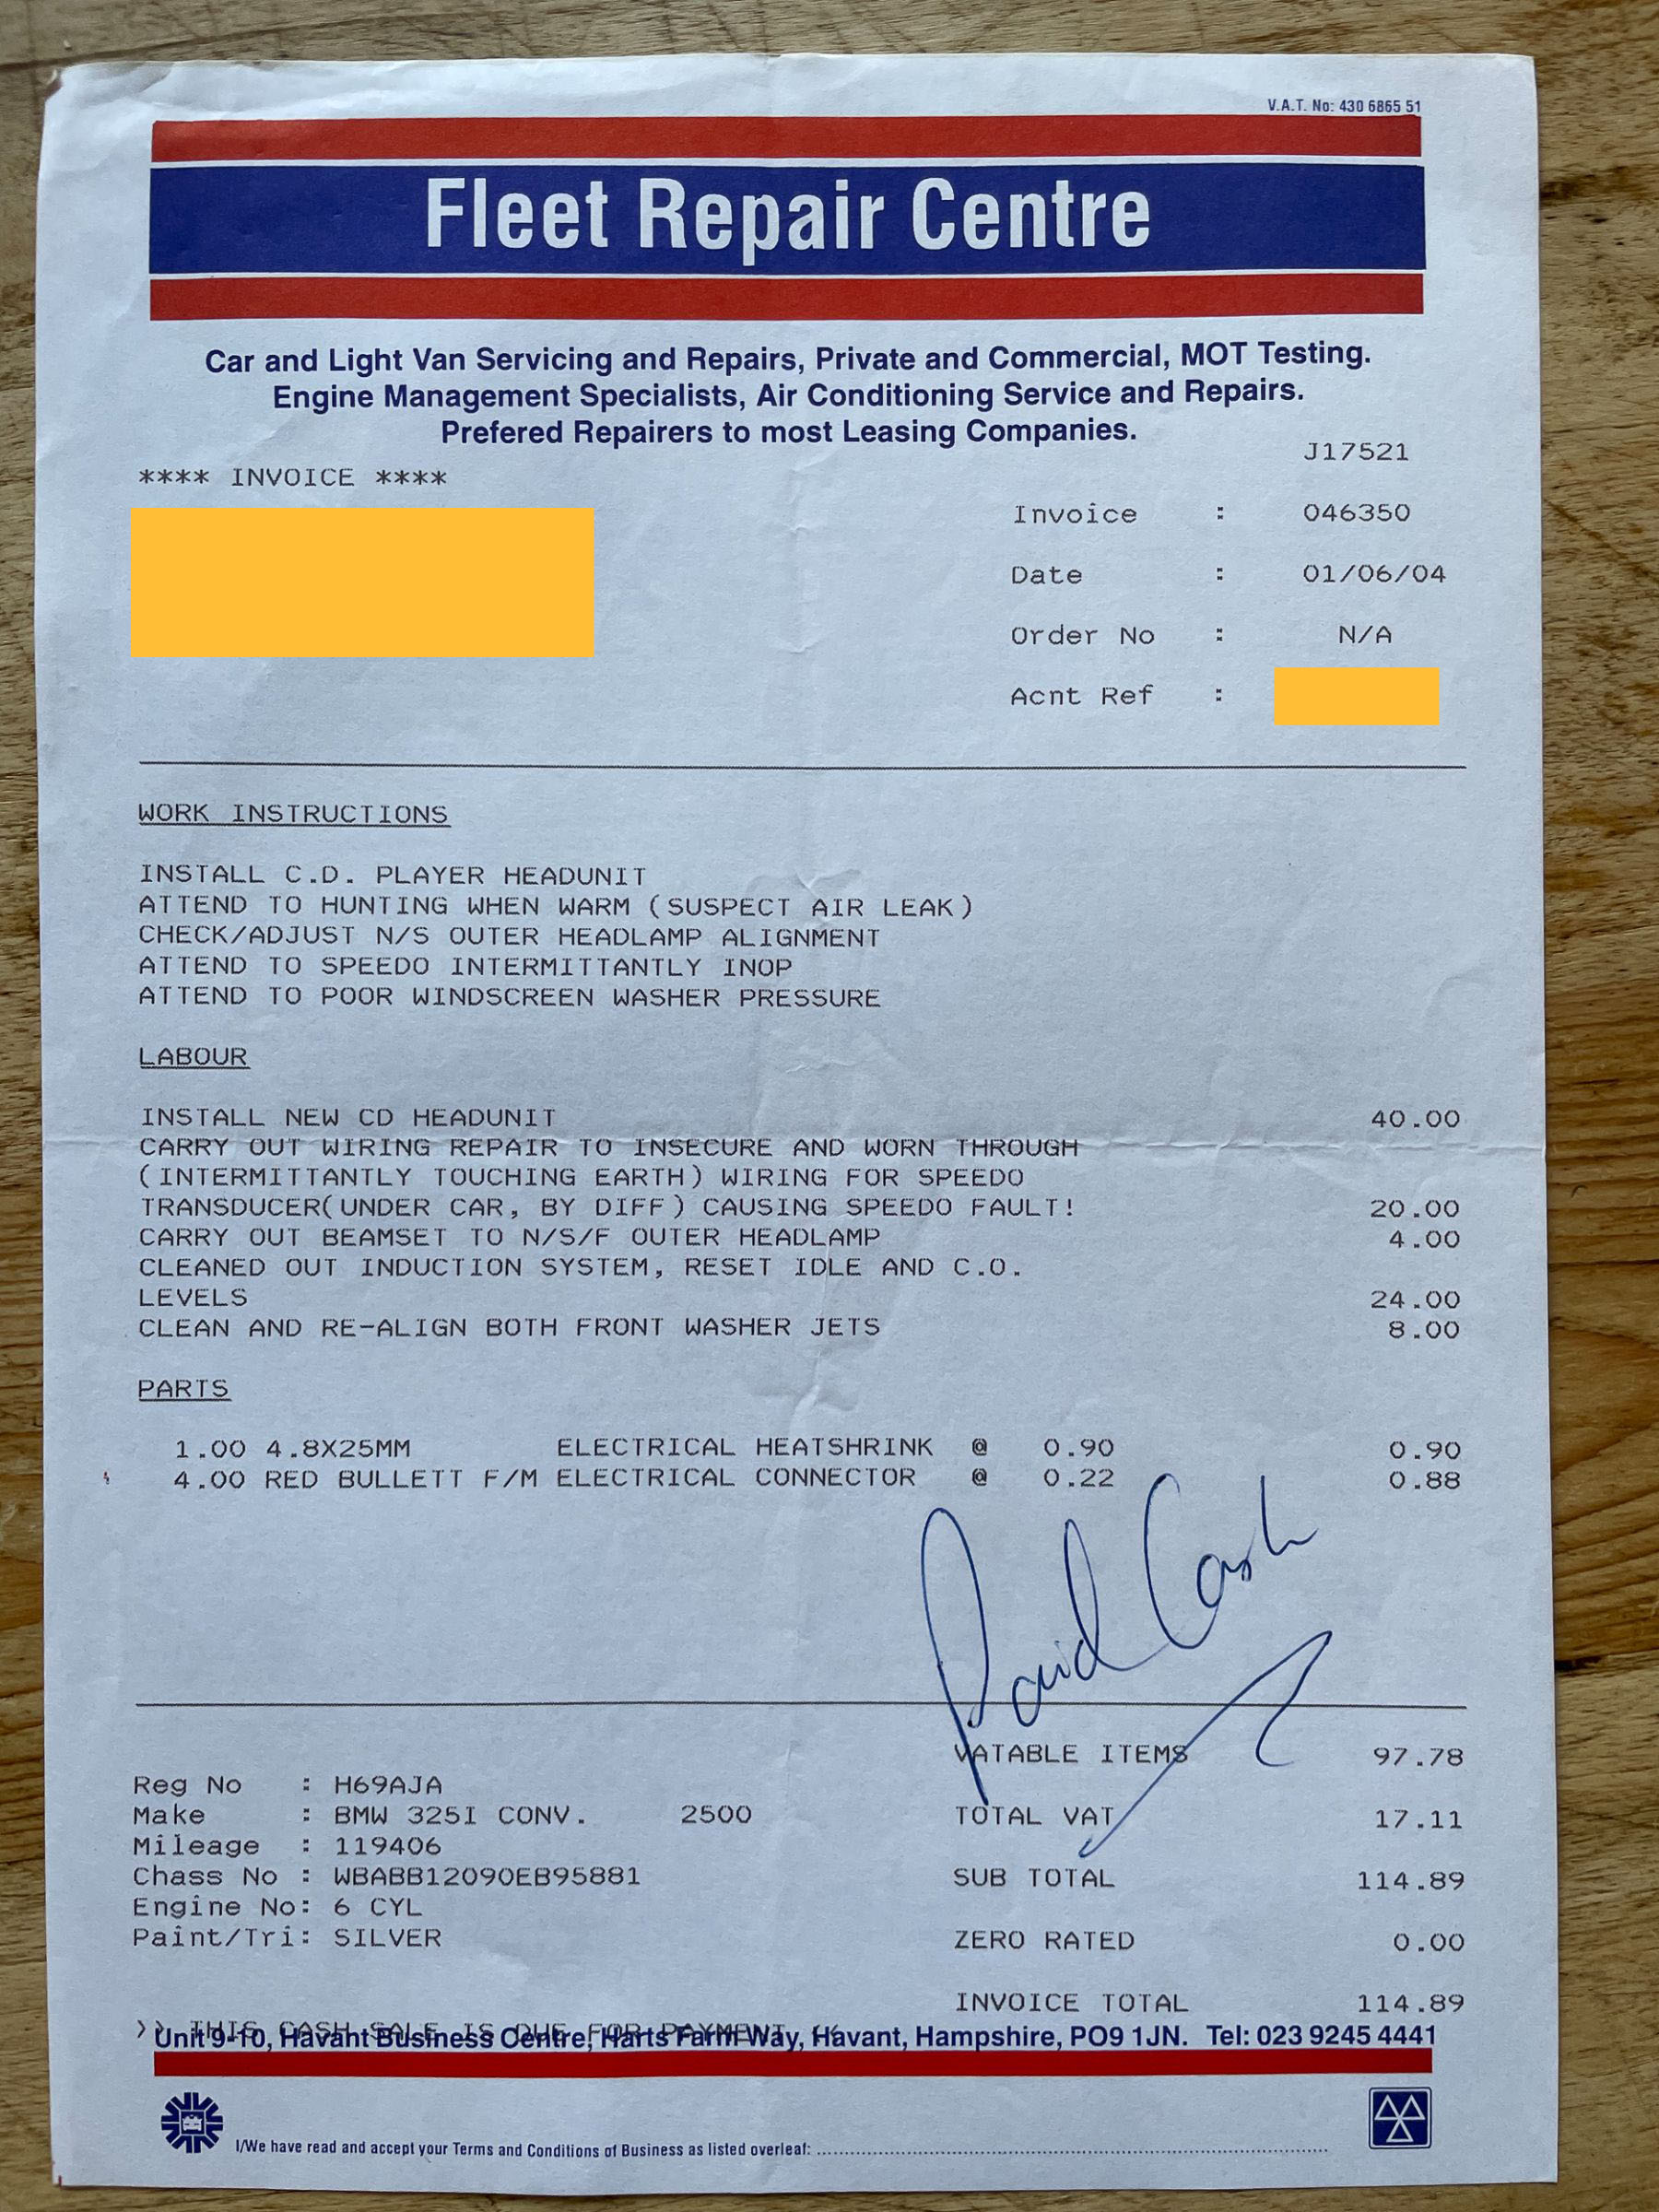 V.A.T. No: 430 6865 51
Fleet Repair Centre
Car and Light Van Servicing and Repairs, Private and Commercial, MOT Testing.
Engine Management Specialists, Air Conditioning Service and Repairs.
Prefered Repairers to most Leasing Companies.
J17521
**** INVOICE ****
Invoice : 046350
Date : 01/06/04
Order No : N/A
Acnt Ref :
WORK INSTRUCTIONS
INSTALL C.D. PLAYER HEADUNIT
ATTEND TO HUNTING WHEN WARM (SUSPECT AIR LEAK)
CHECK/ADJUST N/S OUTER HEADLAMP ALIGNMENT
ATTEND TO SPEEDO INTERMITTANTLY INOP
ATTEND TO POOR WINDSCREEN WASHER PRESSURE
LABOUR
INSTALL NEW CD HEADUNIT 40.00
CARRY OUT WIRING REPAIR TO INSECURE AND WORN THROUGH
(INTERMITTANTLY TOUCHING EARTH) WIRING FOR SPEEDO
TRANSDUCER(UNDER CAR, BY DIFF) CAUSING SPEEDO FAULT! 20.00
CARRY OUT BEAMSET TO N/S/F OUTER HEADLAMP 4.00
CLEANED OUT INDUCTION SYSTEM, RESET IDLE AND C.O.
LEVELS 24.00
CLEAN AND RE-ALIGN BOTH FRONT WASHER JETS 8.00
PARTS
1.00 4.8X25MM ELECTRICAL HEATSHRINK @ 0.90 0.90
4.00 RED BULLETT F/M ELECTRICAL CONNECTOR @ 0.22 0.88
Paid Cash
VATABLE ITEMS 97.78
Reg No : H69AJA
Make : BMW 325I CONV. 2500
TOTAL VAT 17.11
Mileage : 119406
Chass No : WBABB12090EB95881
SUB TOTAL 114.89
Engine No: 6 CYL
Paint/Tri: SILVER
ZERO RATED 0.00
INVOICE TOTAL 114.89
>> THIS CASH SALE IS DUE FOR PAYMENT <<
Unit 9-10, Havant Business Centre, Harts Farm Way, Havant, Hampshire, PO9 1JN. Tel: 023 9245 4441
I/We have read and accept your Terms and Conditions of Business as listed overleaf: